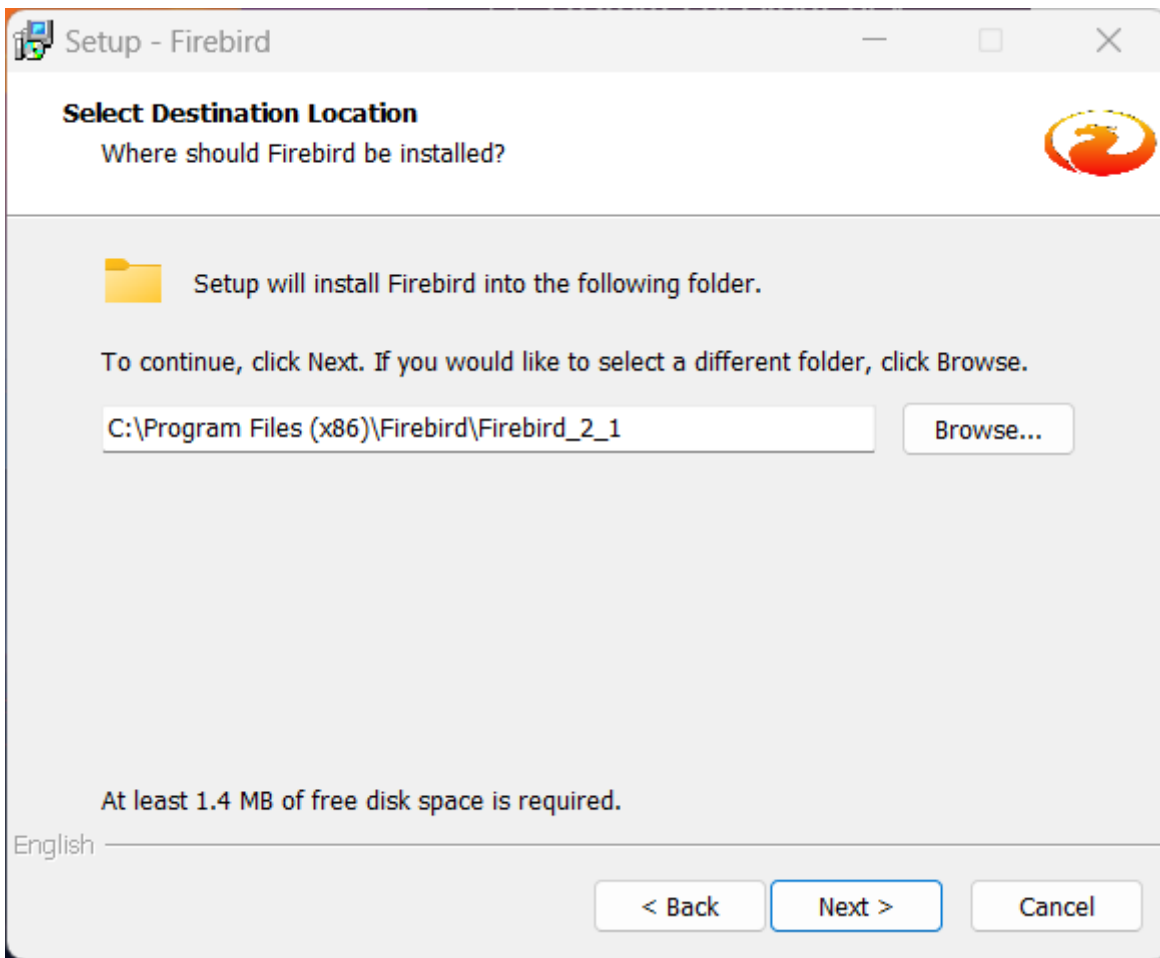 Setup - Firebird
Select Destination Location
Where should Firebird be installed?
Setup will install Firebird into the following folder.
To continue, click Next. If you would like to select a different folder, click Browse.
C:\Program Files (x86)\Firebird\Firebird_2_1
Browse...
At least 1.4 MB of free disk space is required.
English
< Back
Next >
Cancel